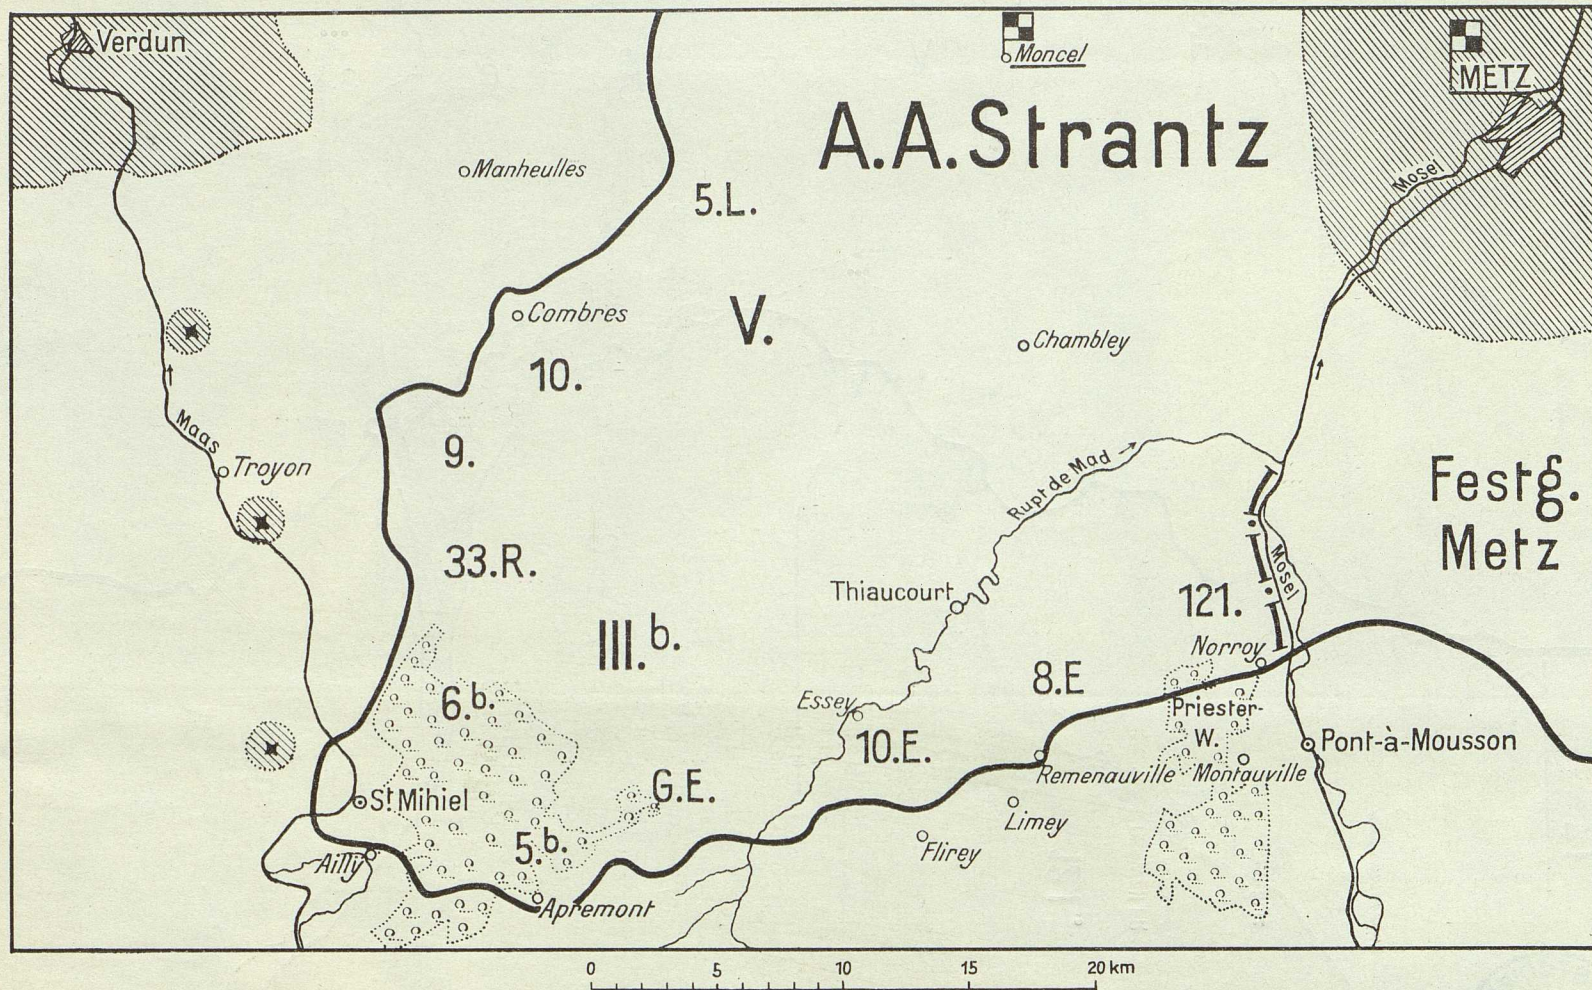 Verdun
Moncel
METZ
A.A.Strantz
Manheulles
Mosel
5.L.
Combres
V.
Chambley
10.
Maas
9.
Troyon
Rupt de Mad
Festg.
Metz
33.R.
Mosel
Thiaucourt
121.
III.b.
Norroy
8.E
6.b.
Essey
Priester-
W.
10.E.
Pont-à-Mousson
Remenauville
Montauville
G.E.
St Mihiel
Limey
5.b.
Flirey
Ailly
Apremont
0 5 10 15 20 km